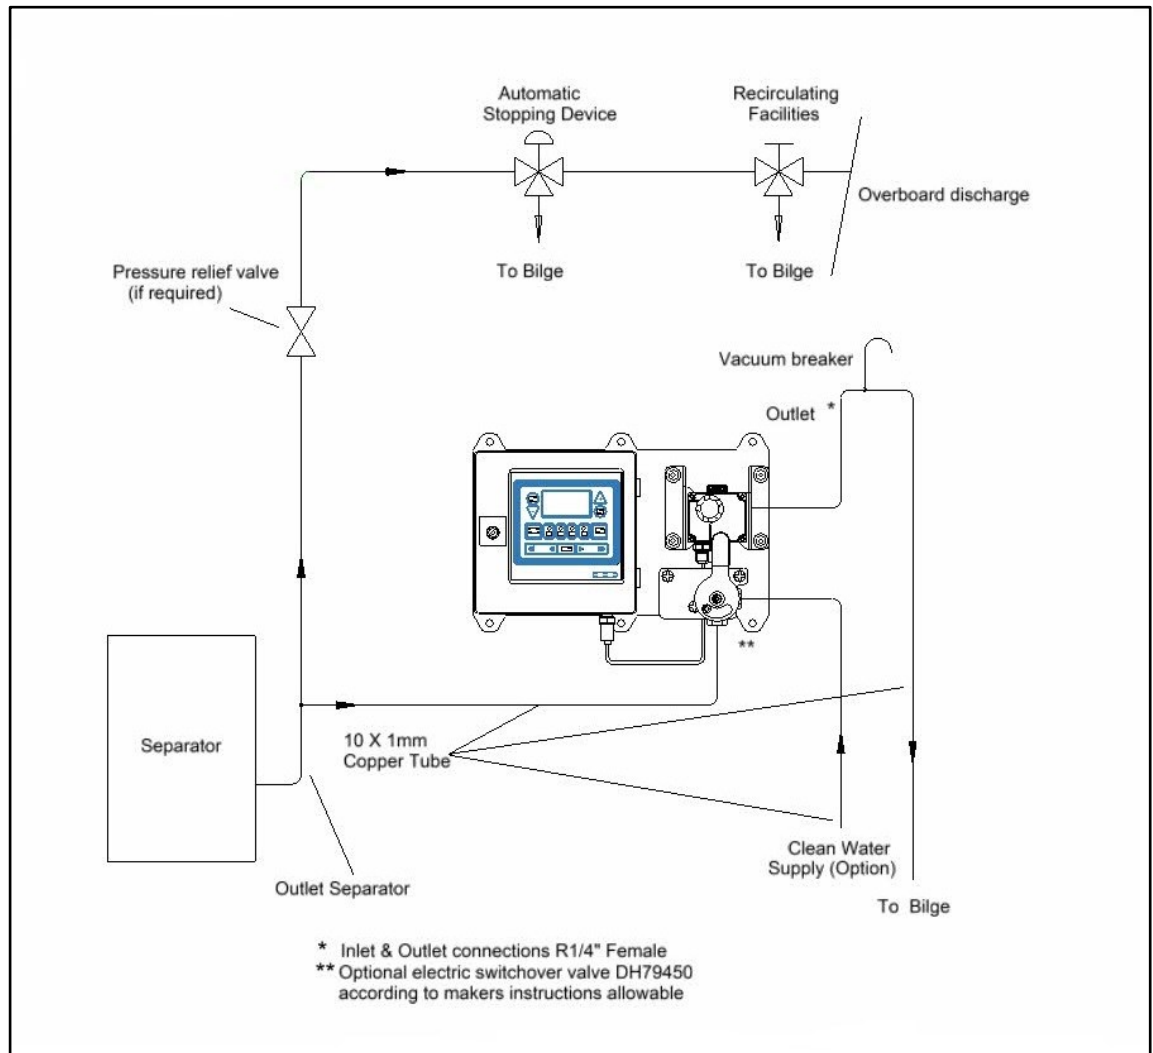 Automatic
Stopping Device
Recirculating
Facilities
Overboard discharge
To Bilge
To Bilge
Pressure relief valve
(if required)
Vacuum breaker
Outlet *
**
Separator
10 X 1mm
Copper Tube
Clean Water
Supply (Option)
Outlet Separator
To Bilge
* Inlet & Outlet connections R1/4" Female
** Optional electric switchover valve DH79450
according to makers instructions allowable